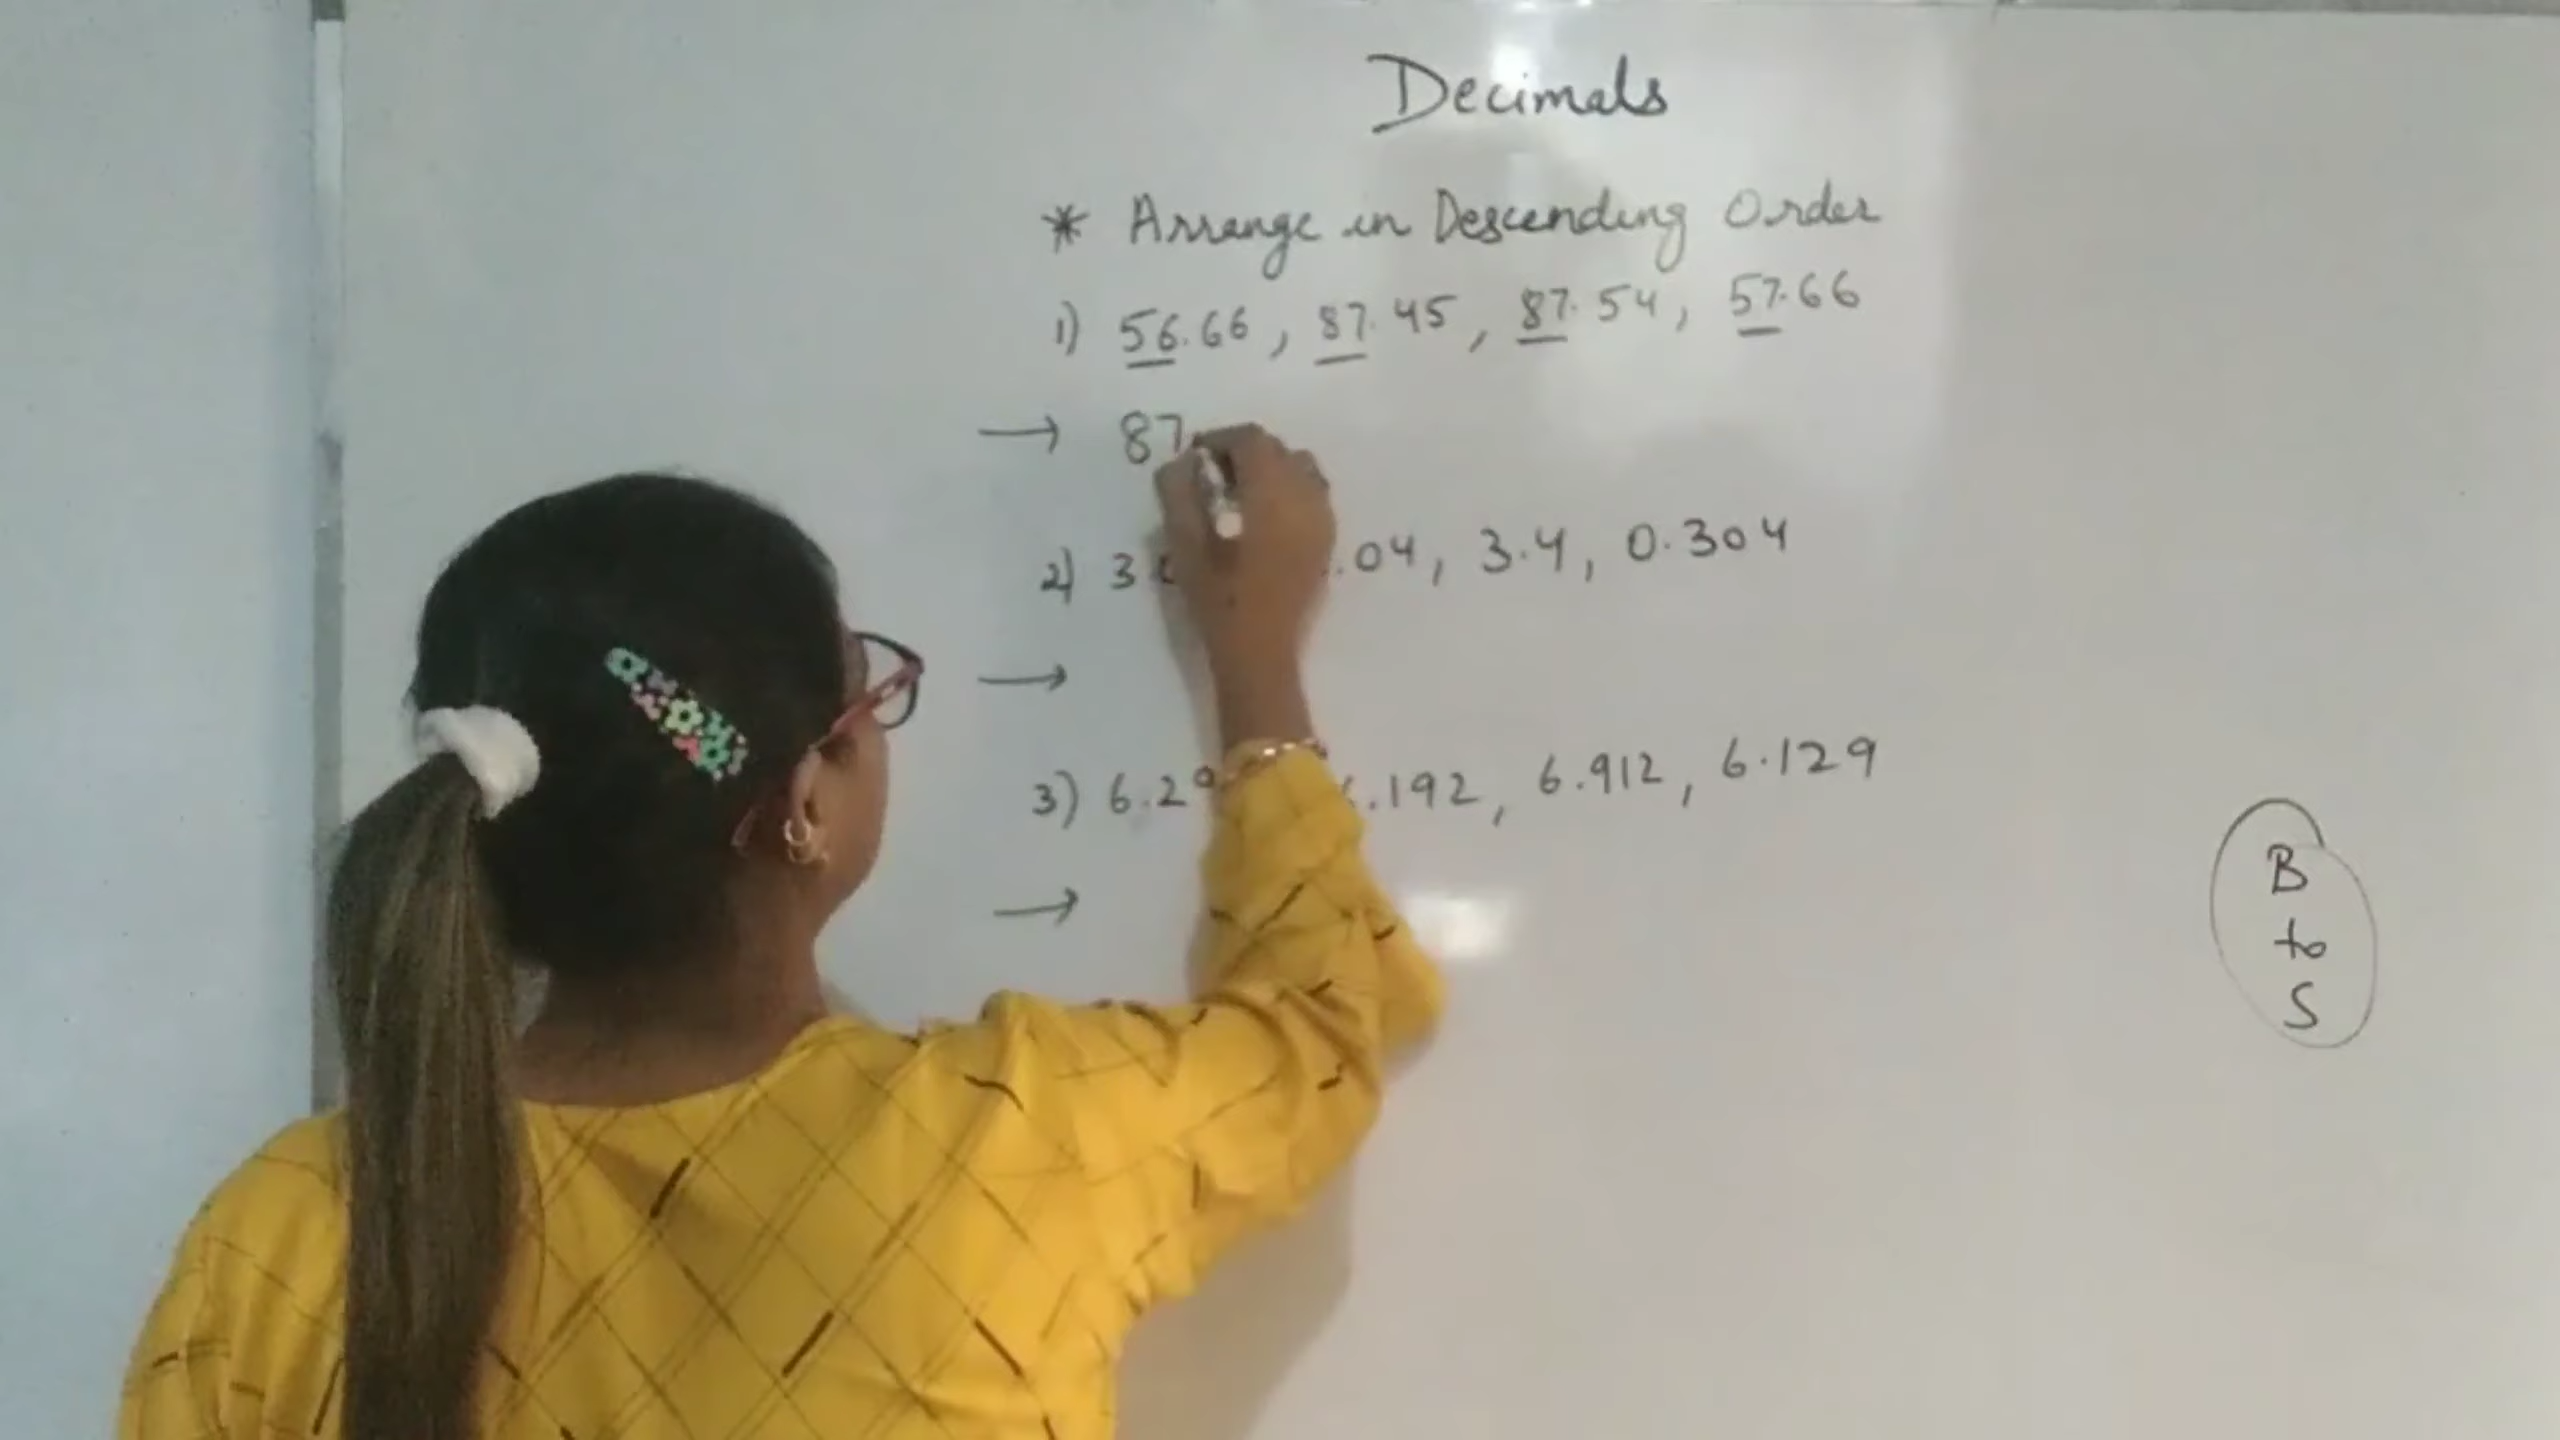 Decimals
* Arrange in Descending Order
1) 56.66 , 87.45 , 87.54 , 57.66
→ 87
2) 3 .04 , 3.4 , 0.304
→
3) 6.29 .192 , 6.912 , 6.129
→
B
to
S